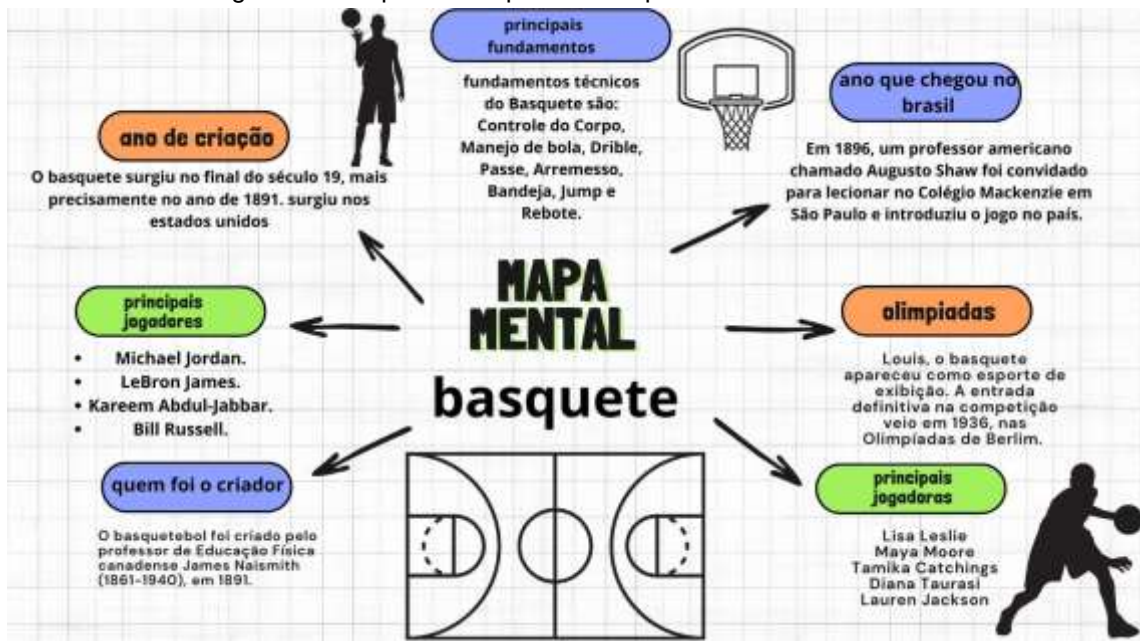 principais
fundamentos
fundamentos técnicos
do Basquete são:
Controle do Corpo,
Manejo de bola, Drible,
Passe, Arremesso,
Bandeja, Jump e
Rebote.
ano que chegou no
brasil
Em 1896, um professor americano
chamado Augusto Shaw foi convidado
para lecionar no Colégio Mackenzie em
São Paulo e introduziu o jogo no país.
ano de criação
O basquete surgiu no final do século 19, mais
precisamente no ano de 1891. surgiu nos
estados unidos
MAPA
MENTAL
basquete
principais
jogadores
• Michael Jordan.
• LeBron James.
• Kareem Abdul-Jabbar.
• Bill Russell.
olimpiadas
Louis, o basquete
apareceu como esporte de
exibição. A entrada
definitiva na competição
veio em 1936, nas
Olimpíadas de Berlim.
quem foi o criador
O basquetebol foi criado pelo
professor de Educação Física
canadense James Naismith
(1861-1940), em 1891.
principais
jogadoras
Lisa Leslie
Maya Moore
Tamika Catchings
Diana Taurasi
Lauren Jackson